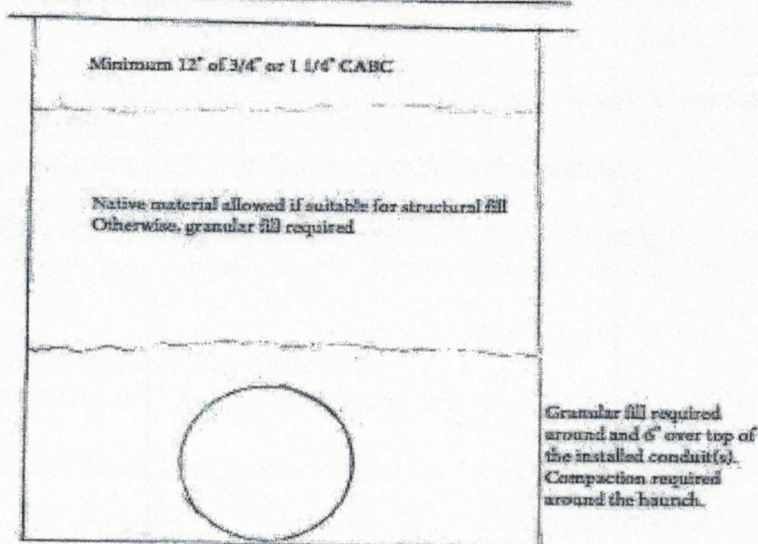 Minimum 12" of 3/4" or 1 1/4" CABC
Native material allowed if suitable for structural fill
Otherwise, granular fill required
Granular fill required
around and 6" over top of
the installed conduit(s).
Compaction required
around the haunch.